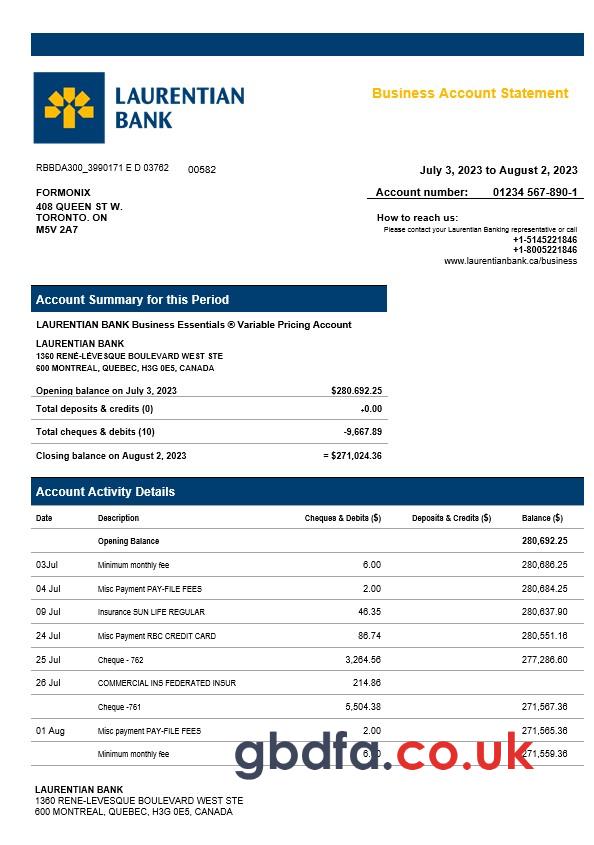 LAURENTIAN
BANK
Business Account Statement
RBBDA300_3990171 E D 03762 00582
July 3, 2023 to August 2, 2023
FORMONIX
408 QUEEN ST W.
TORONTO. ON
M5V 2A7
Account number: 01234 567-890-1
How to reach us:
Please contact your Laurentian Banking representative or call
+1-5145221846
+1-8005221846
www.laurentianbank.ca/business
Account Summary for this Period
LAURENTIAN BANK Business Essentials ® Variable Pricing Account
LAURENTIAN BANK
1360 RENÉ-LÉVESQUE BOULEVARD WEST STE
600 MONTREAL, QUEBEC, H3G 0E5, CANADA
Opening balance on July 3, 2023 $280.692.25
Total deposits & credits (0) +0.00
Total cheques & debits (10) -9,667.89
Closing balance on August 2, 2023 = $271,024.36
Account Activity Details
Date Description Cheques & Debits ($) Deposits & Credits ($) Balance ($)
Opening Balance 280,692.25
03Jul Minimum monthly fee 6.00 280,686.25
04 Jul Misc Payment PAY-FILE FEES 2.00 280,684.25
09 Jul Insurance SUN LIFE REGULAR 46.35 280,637.90
24 Jul Misc Payment RBC CREDIT CARD 86.74 280,551.16
25 Jul Cheque - 762 3,264.56 277,286.60
26 Jul COMMERCIAL INS FEDERATED INSUR 214.86
Cheque -761 5,504.38 271,567.36
01 Aug Misc payment PAY-FILE FEES 2.00 271,565.36
Minimum monthly fee 271,559.36
gbdfa.co.uk
LAURENTIAN BANK
1360 RENE-LEVESQUE BOULEVARD WEST STE
600 MONTREAL, QUEBEC, H3G 0E5, CANADA